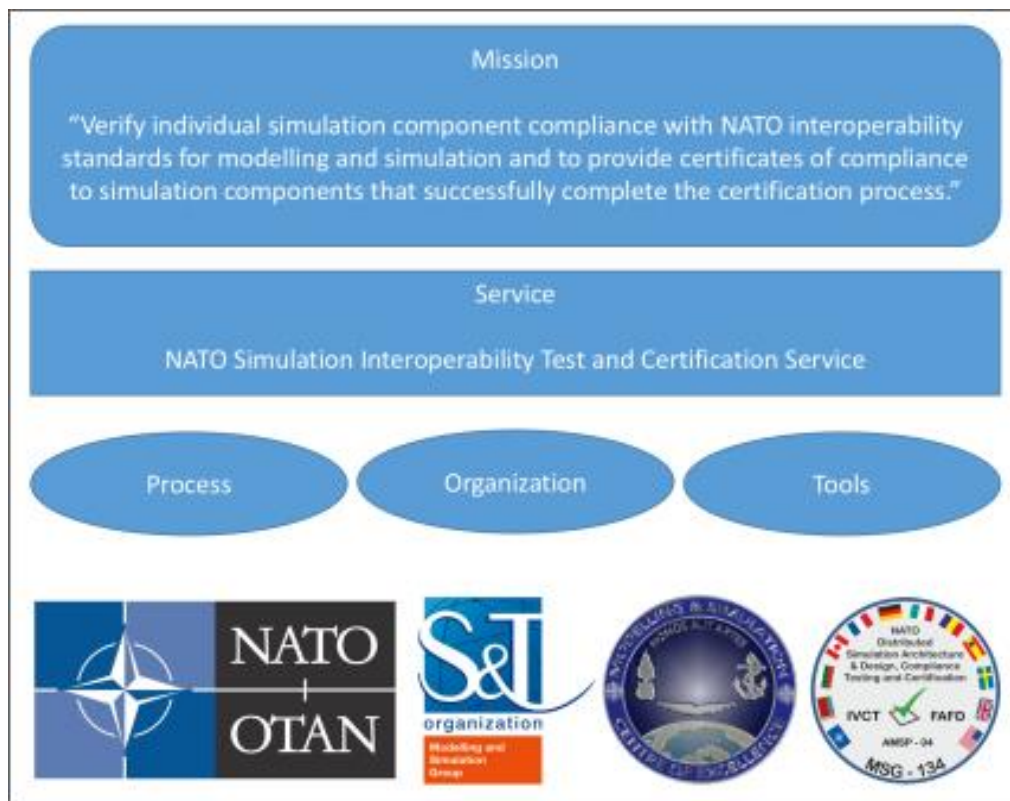 Mission
“Verify individual simulation component compliance with NATO interoperability
standards for modelling and simulation and to provide certificates of compliance
to simulation components that successfully complete the certification process.”
Service
NATO Simulation Interoperability Test and Certification Service
Process
Organization
Tools
NATO
OTAN
S&T
organization
Modelling and
Simulation
Group
MODELLING & SIMULATION
CENTRE OF EXCELLENCE
NATO
Distributed
Simulation Architecture
& Design, Compliance
Testing and Certification
IVCT FAFD
AMSP - 04
MSG - 134